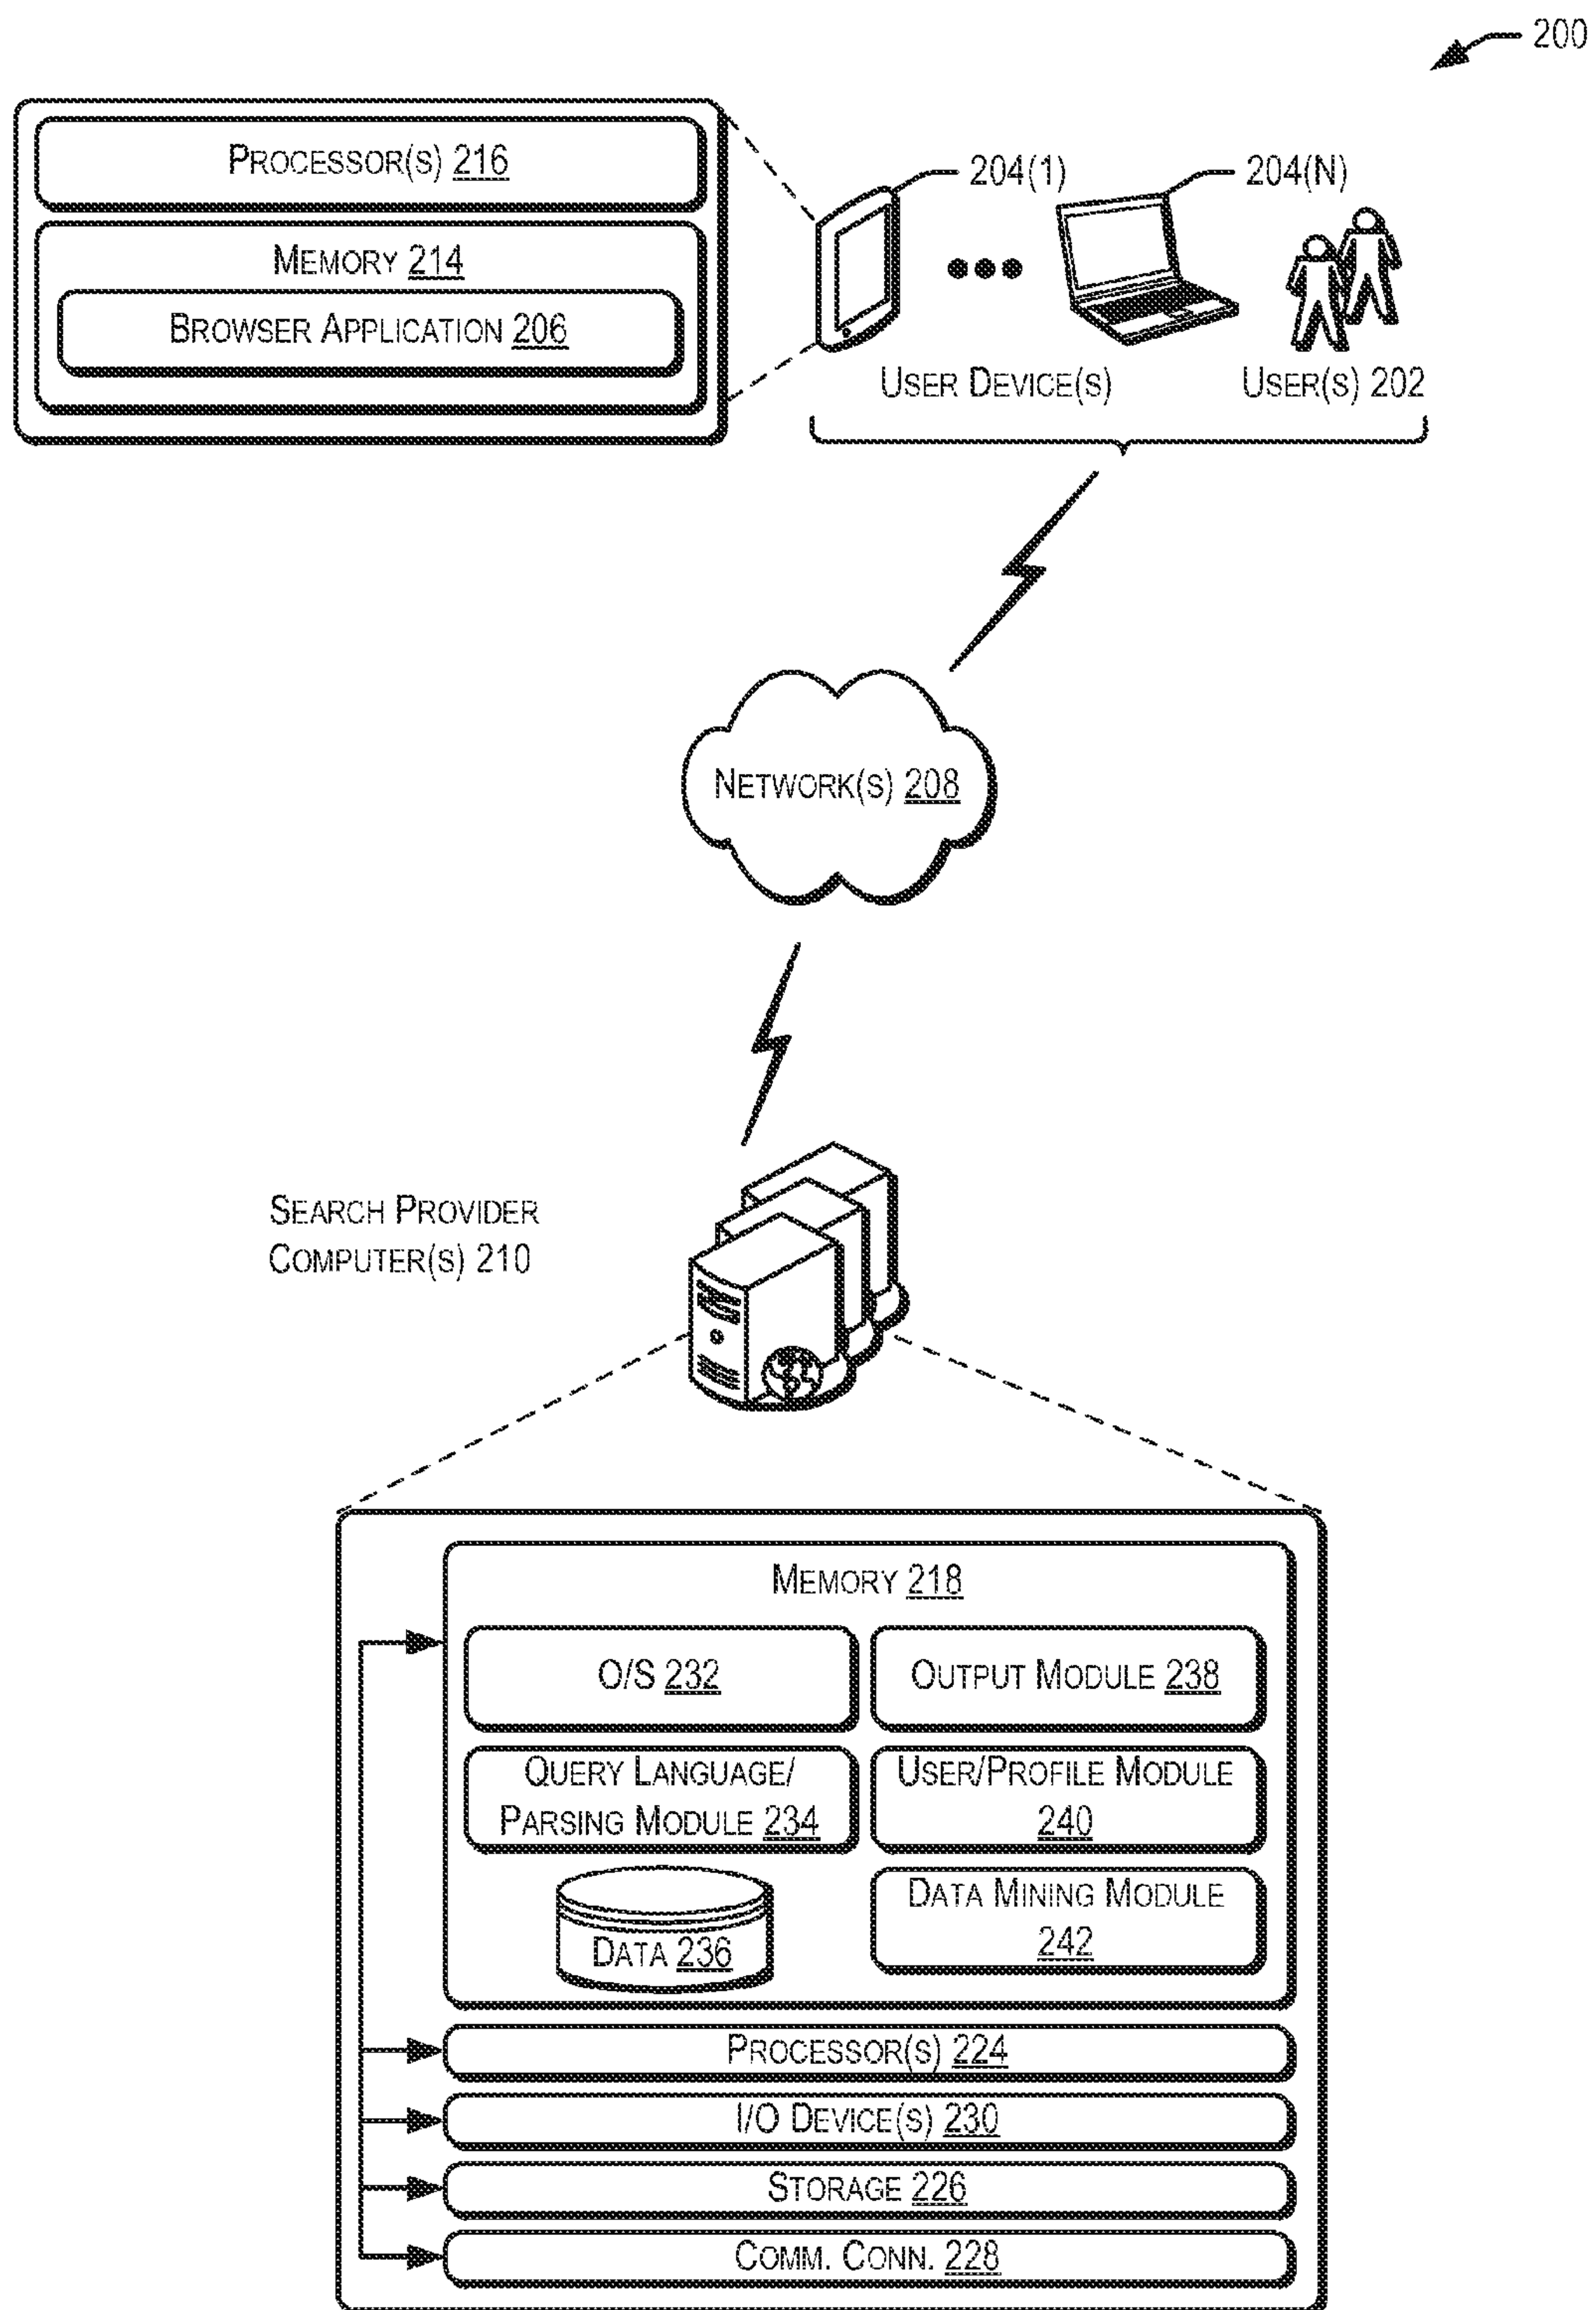 200
PROCESSOR(S) 216
MEMORY 214
BROWSER APPLICATION 206
204(1)
204(N)
USER DEVICE(S)
USER(S) 202
NETWORK(S) 208
SEARCH PROVIDER
COMPUTER(S) 210
MEMORY 218
O/S 232
OUTPUT MODULE 238
QUERY LANGUAGE/
PARSING MODULE 234
USER/PROFILE MODULE
240
DATA 236
DATA MINING MODULE
242
PROCESSOR(S) 224
I/O DEVICE(S) 230
STORAGE 226
COMM. CONN. 228